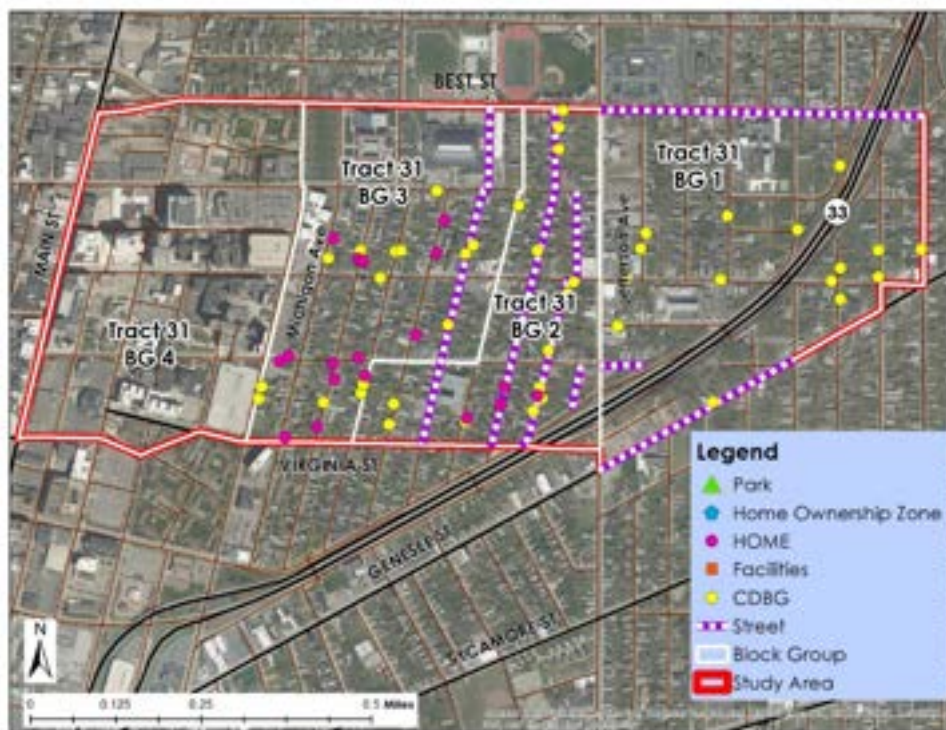 BEST ST
Tract 31
BG 3
Tract 31
BG 1
MAIN ST
33
Michigan Ave
Jefferson Ave
Tract 31
BG 2
Tract 31
BG 4
VIRGINIA ST
GENESEE ST
SYCAMORE ST
Legend
Park
Home Ownership Zone
HOME
Facilities
CDBG
Street
Block Group
Study Area
N
0 0.125 0.25 0.5 Miles